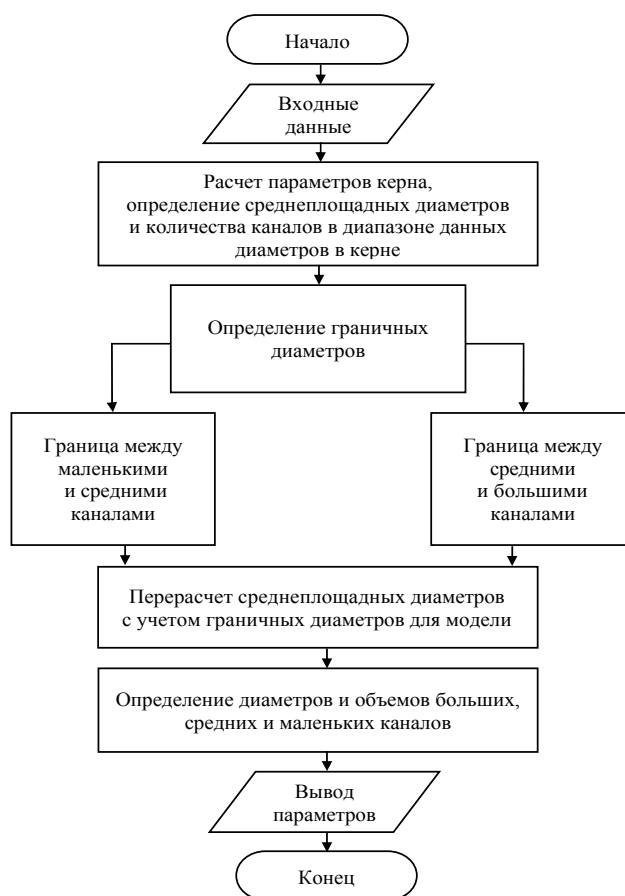 Начало
Входные
данные
Расчет параметров керна,
определение среднеплощадных диаметров
и количества каналов в диапазоне данных
диаметров в керне
Определение граничных
диаметров
Граница между
маленькими
и средними
каналами
Граница между
средними
и большими
каналами
Перерасчет среднеплощадных диаметров
с учетом граничных диаметров для модели
Определение диаметров и объемов больших,
средних и маленьких каналов
Вывод
параметров
Конец